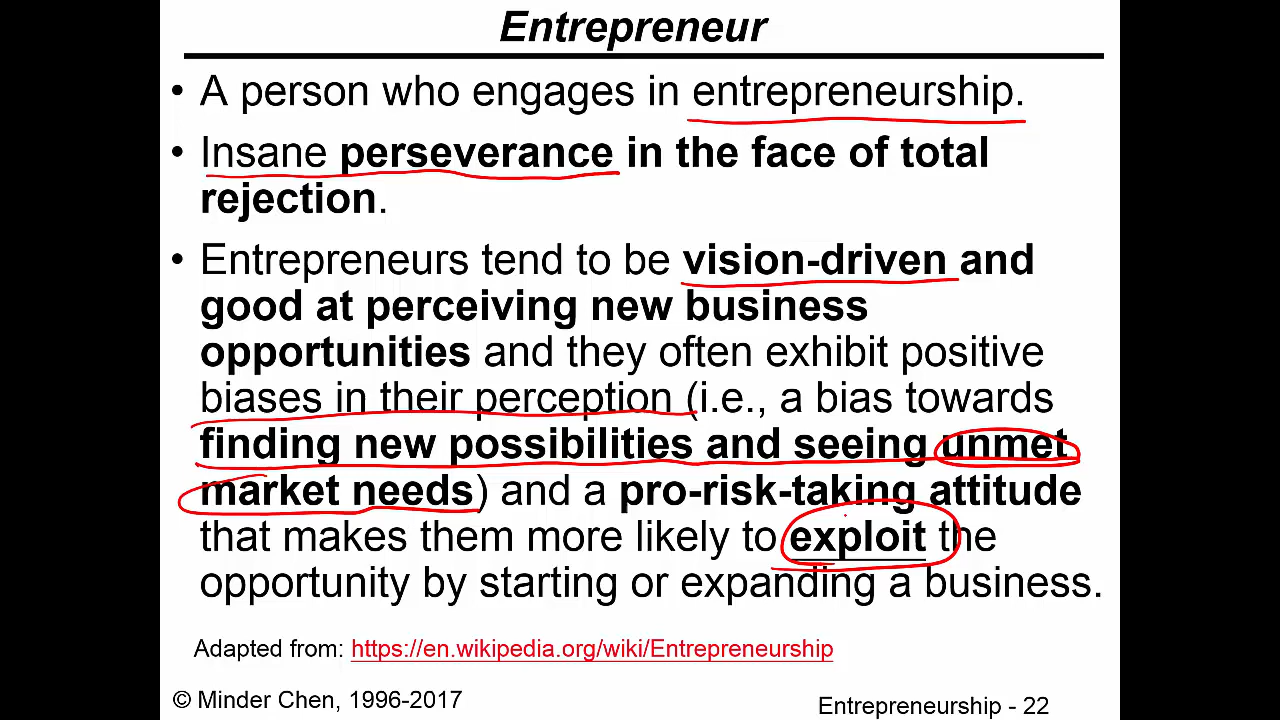 Entrepreneur
• A person who engages in entrepreneurship.
• Insane perseverance in the face of total
rejection.
• Entrepreneurs tend to be vision-driven and
good at perceiving new business
opportunities and they often exhibit positive
biases in their perception (i.e., a bias towards
finding new possibilities and seeing unmet
market needs) and a pro-risk-taking attitude
that makes them more likely to exploit the
opportunity by starting or expanding a business.
Adapted from: https://en.wikipedia.org/wiki/Entrepreneurship
© Minder Chen, 1996-2017
Entrepreneurship - 22